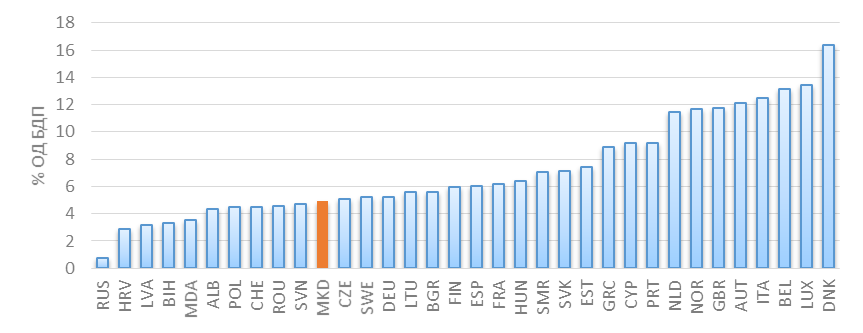 18
16
14
12
10
8
6
4
2
0
% ОД БДП
RUS
HRV
LVA
BIH
MDA
ALB
POL
CHE
ROU
SVN
MKD
CZE
SWE
DEU
LTU
BGR
FIN
ESP
FRA
HUN
SMR
SVK
EST
GRC
CYP
PRT
NLD
NOR
GBR
AUT
ITA
BEL
LUX
DNK